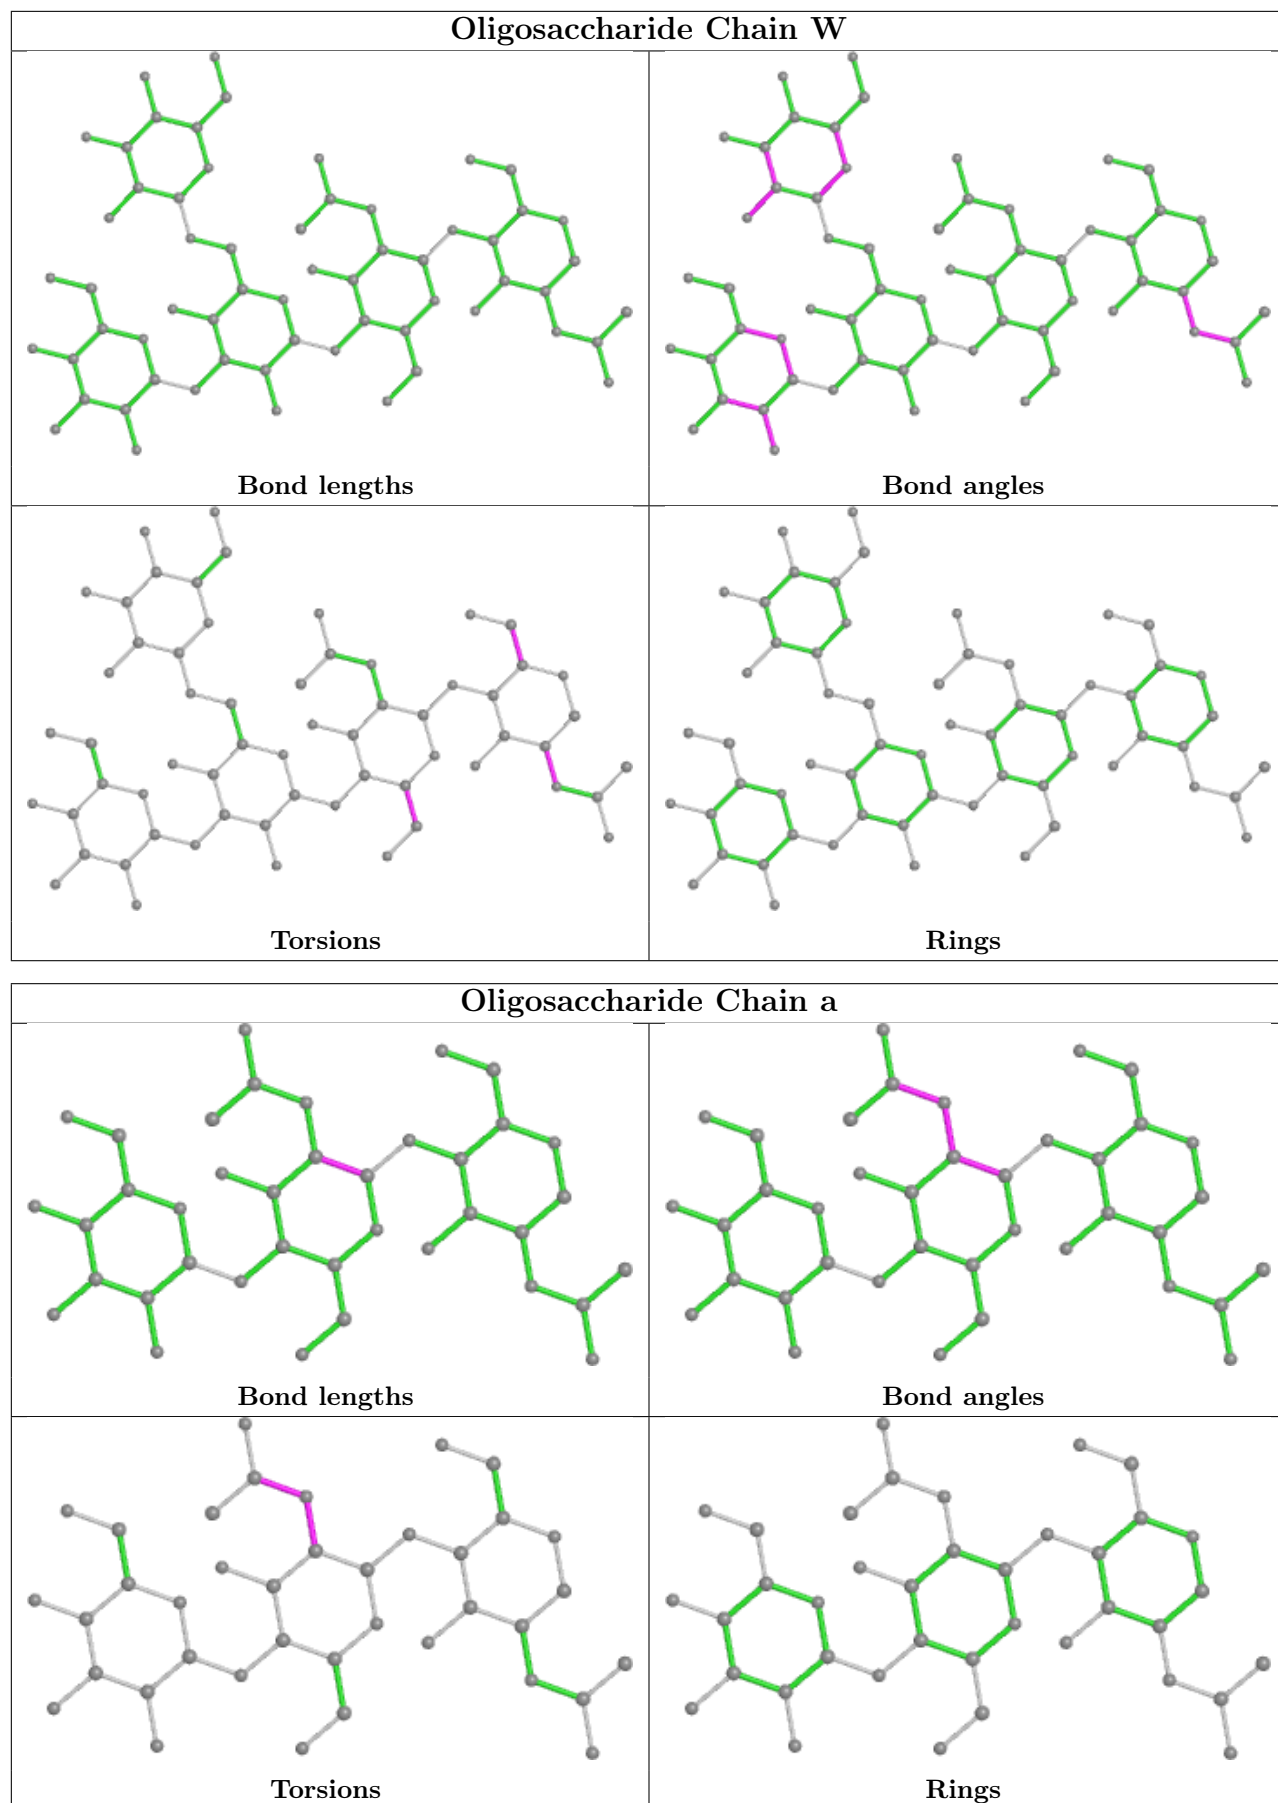 Oligosaccharide Chain W
Bond lengths
Bond angles
Torsions
Rings
Oligosaccharide Chain a
Bond lengths
Bond angles
Torsions
Rings